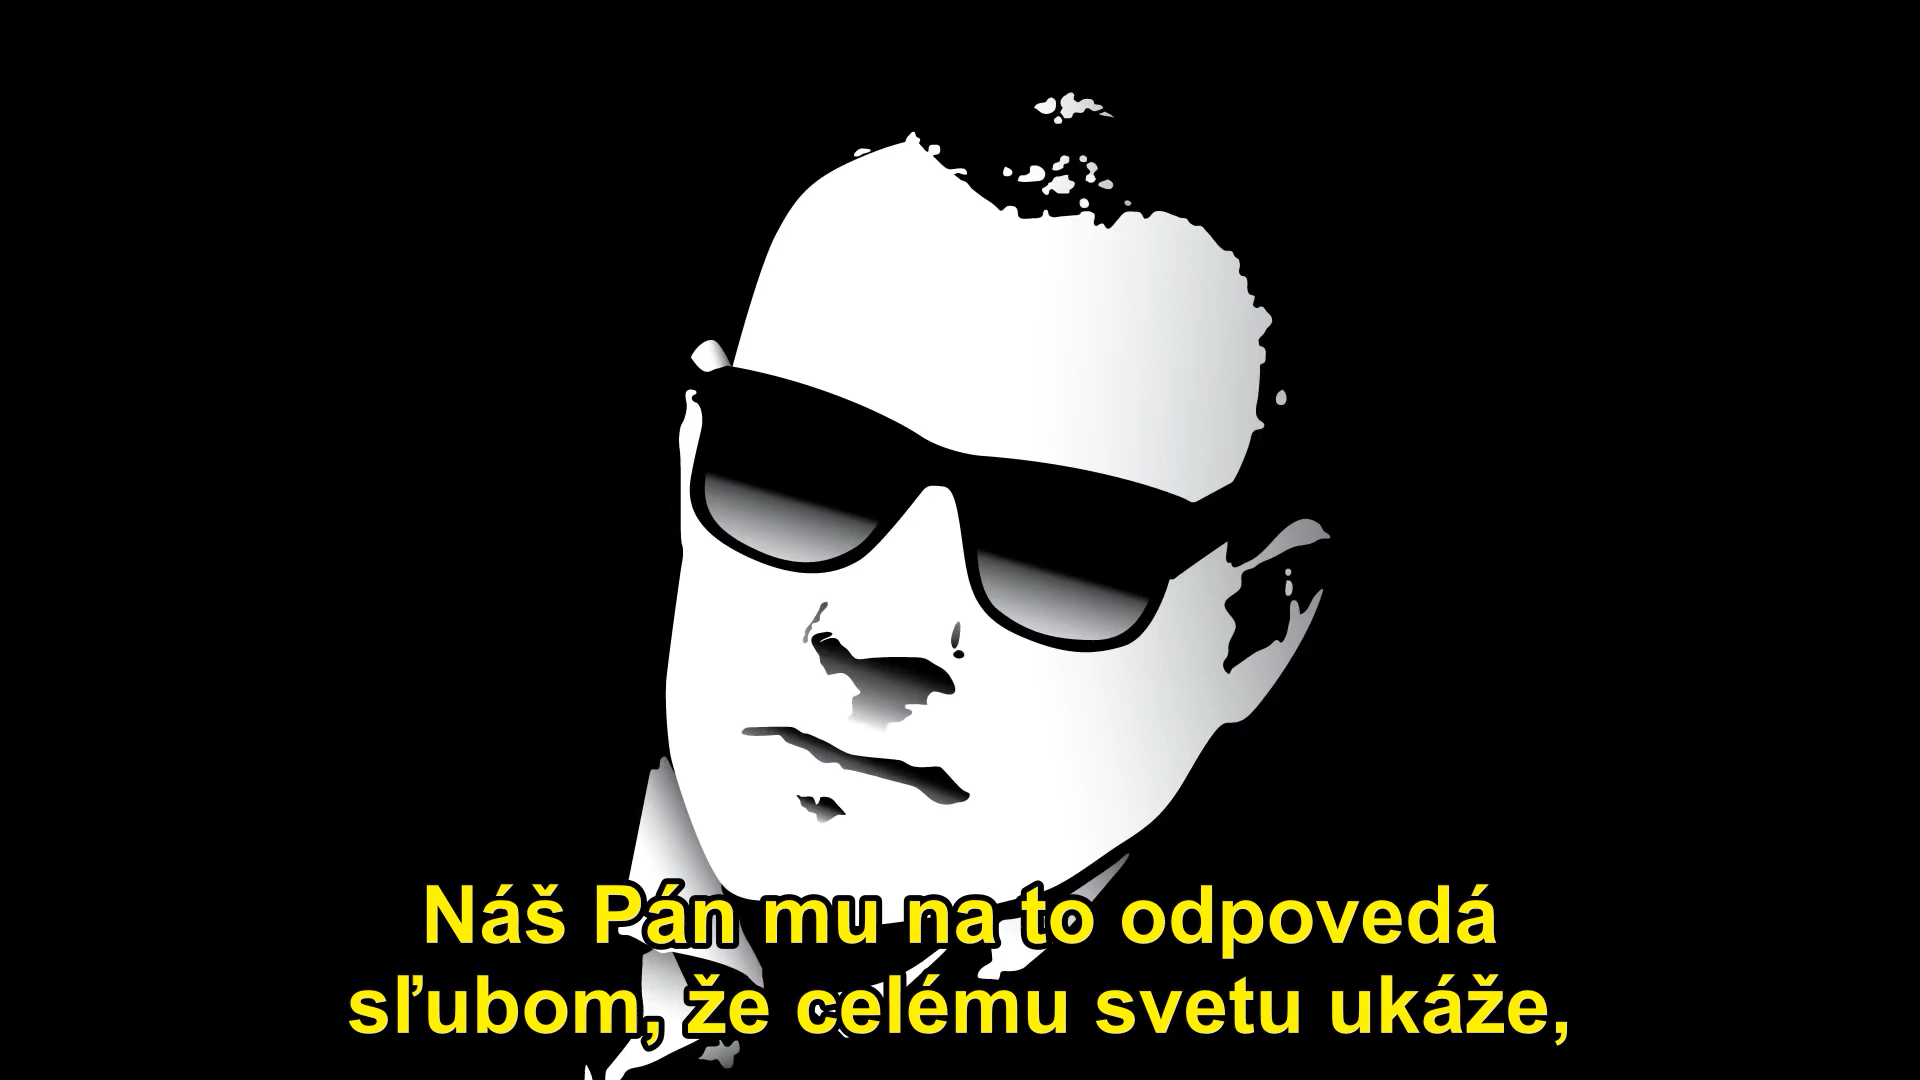 Náš Pán mu na to odpovedá
sľubom, že celému svetu ukáže,